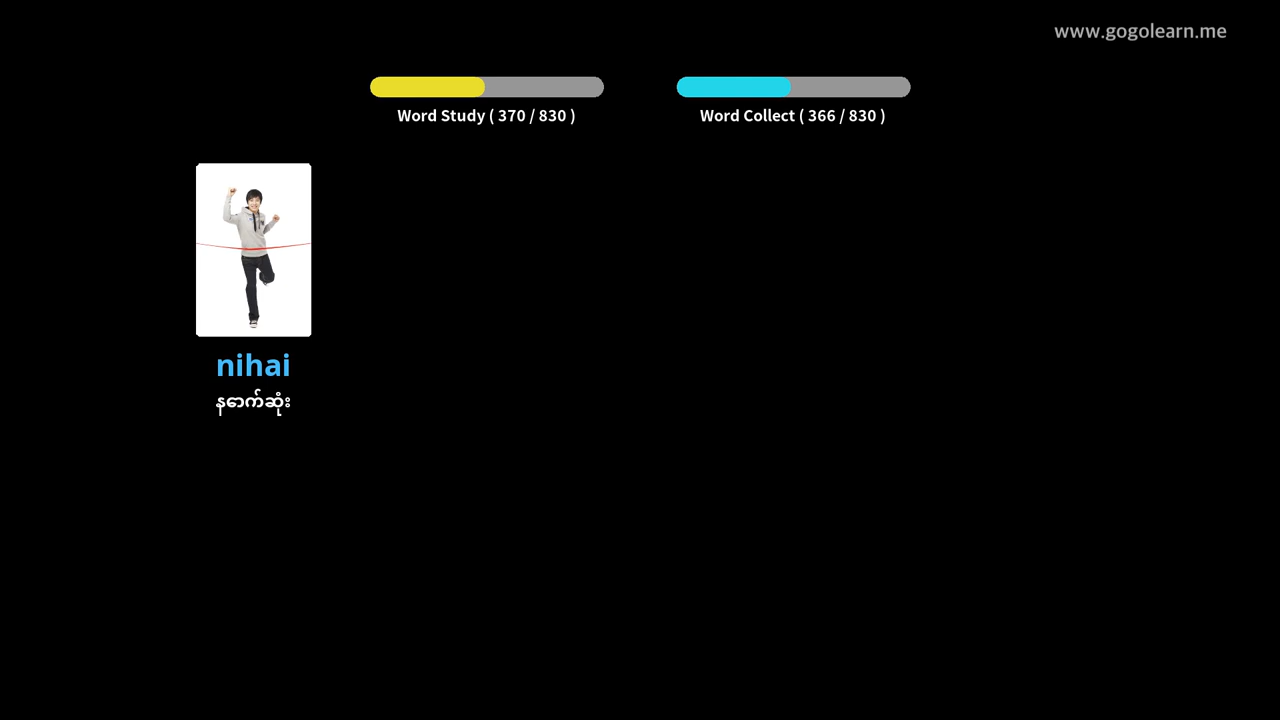 www.gogolearn.me
Word Study ( 370 / 830 )
Word Collect ( 366 / 830 )
nihai
နောက်ဆုံး